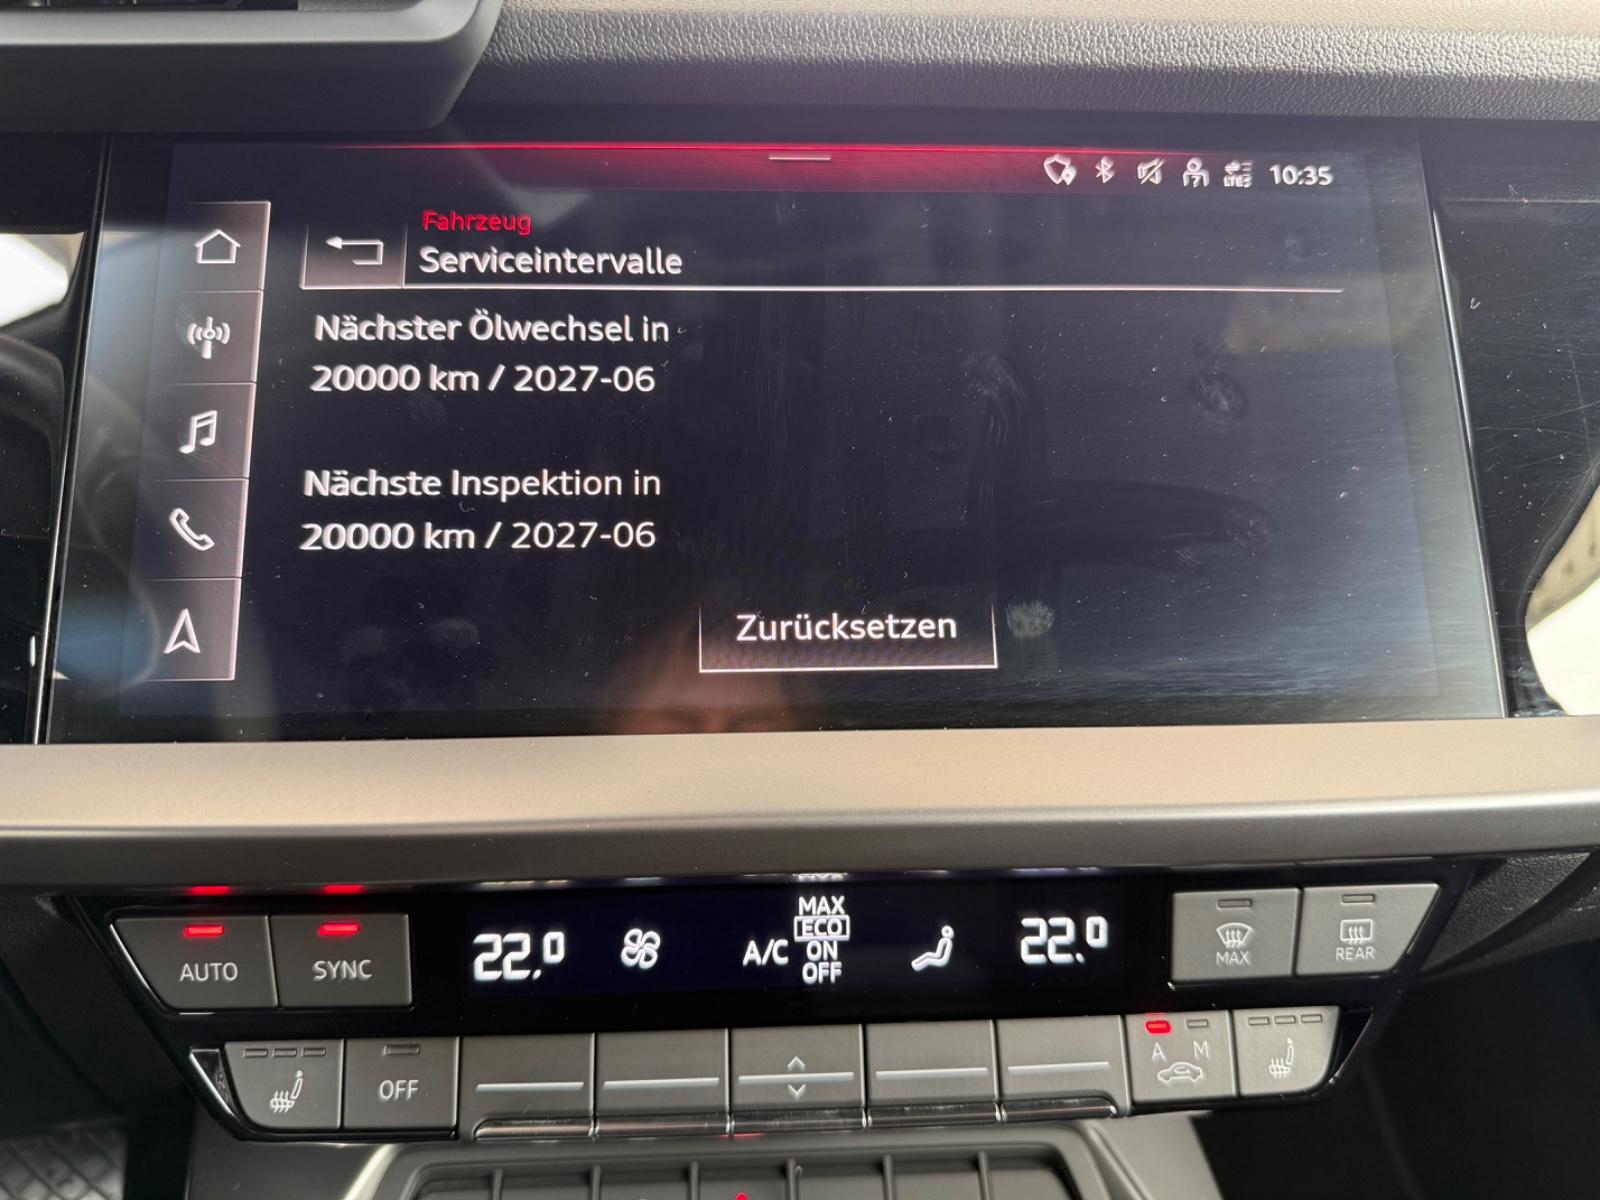 10:35
Fahrzeug
Serviceintervalle
Nächster Ölwechsel in
20000 km / 2027-06
Nächste Inspektion in
20000 km / 2027-06
Zurücksetzen
AUTO
SYNC
22.0
A/C
MAX
ECO
ON
OFF
22.0
MAX
REAR
OFF
A M